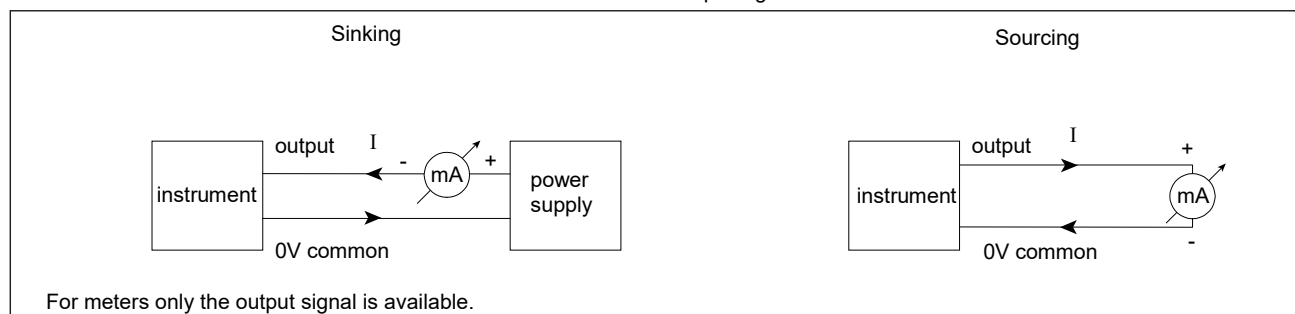 Sinking
Sourcing
output I - mA +
instrument
power
supply
0V common
output I +
instrument
mA
-
0V common
For meters only the output signal is available.